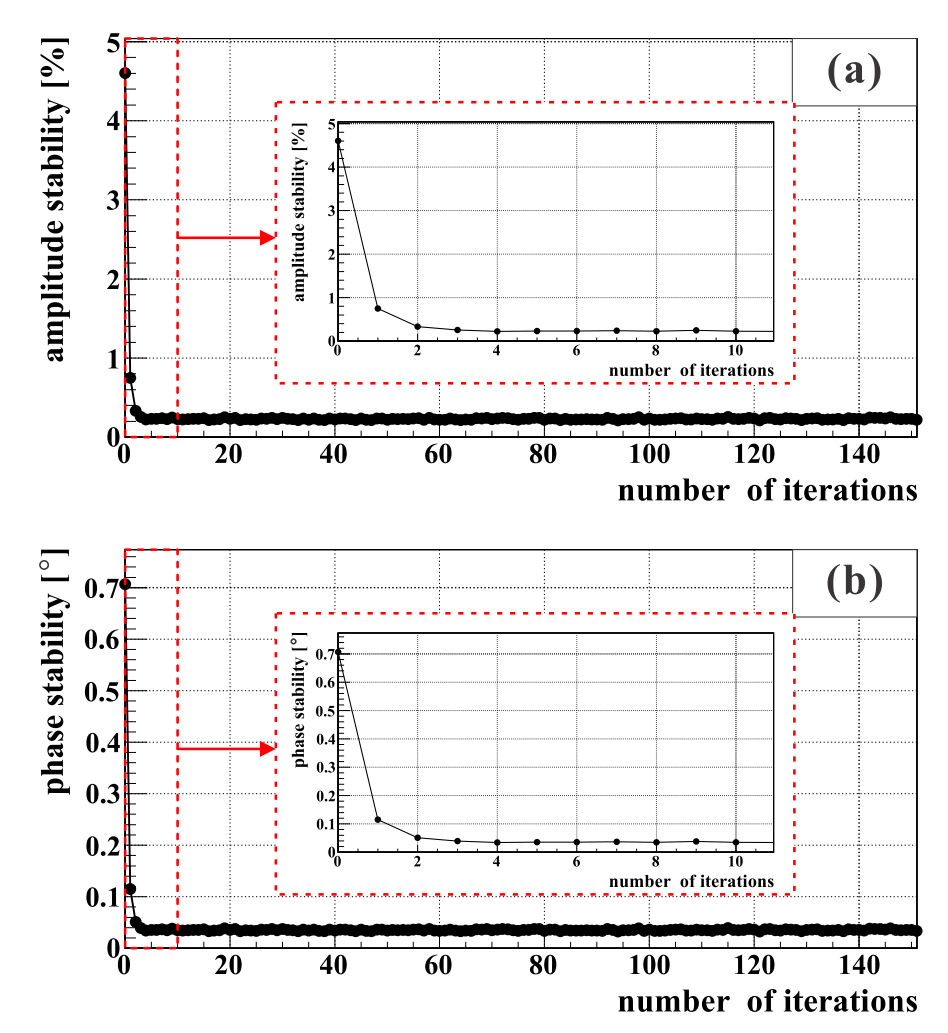 (a)
amplitude stability [%]
5
4
3
2
1
0
0 20 40 60 80 100 120 140
number of iterations
amplitude stability [%]
5
4
3
2
1
0
0 2 4 6 8 10
number of iterations
(b)
phase stability [°]
0.7
0.6
0.5
0.4
0.3
0.2
0.1
0
0 20 40 60 80 100 120 140
number of iterations
phase stability [°]
0.7
0.6
0.5
0.4
0.3
0.2
0.1
0
0 2 4 6 8 10
number of iterations